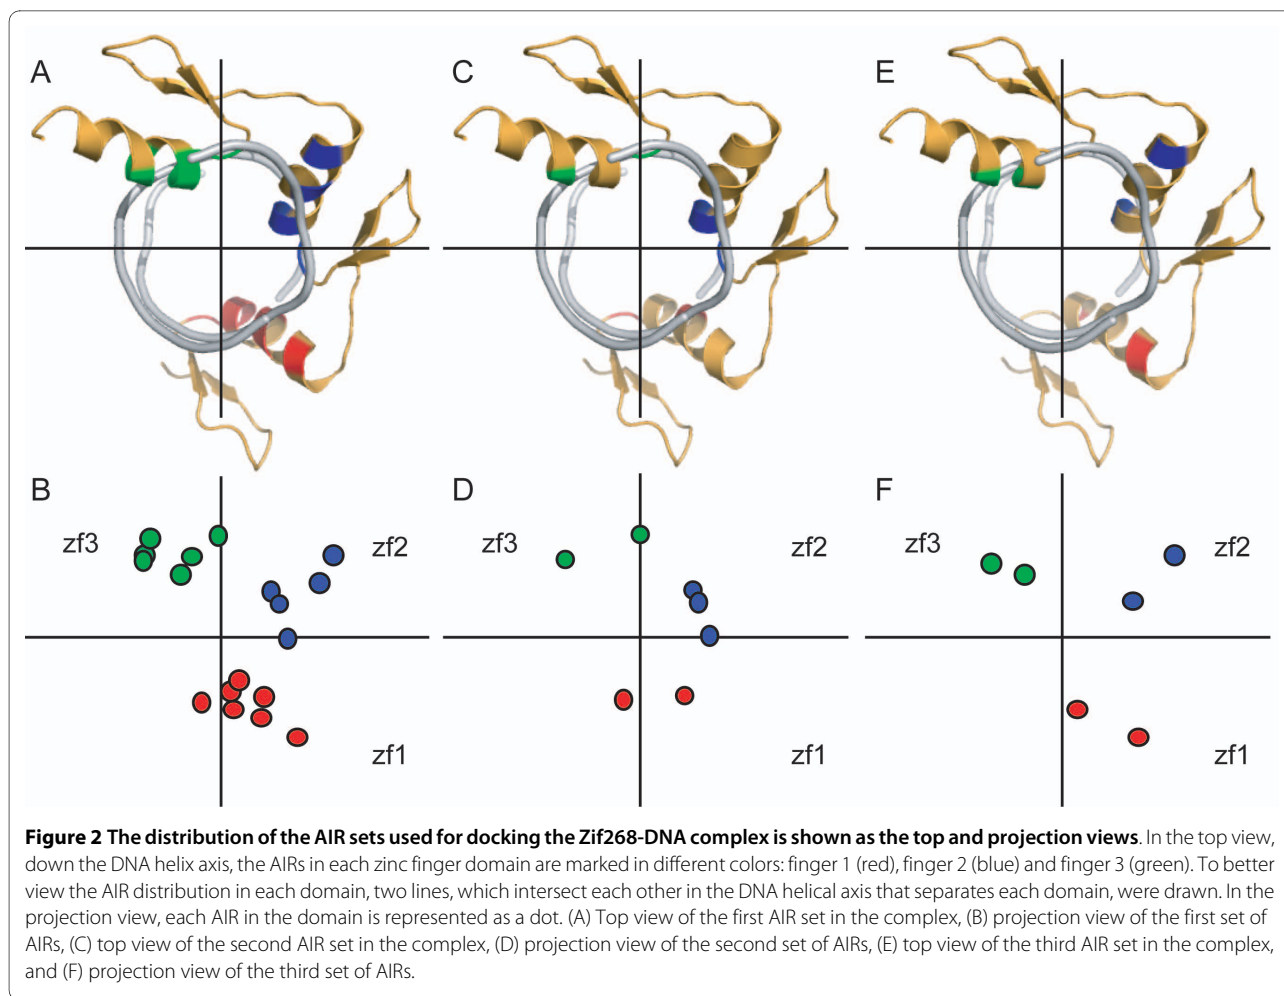 A
C
E
B
D
F
zf3
zf2
zf3
zf2
zf3
zf2
zf1
zf1
zf1
Figure 2 The distribution of the AIR sets used for docking the Zif268-DNA complex is shown as the top and projection views. In the top view,
down the DNA helix axis, the AIRs in each zinc finger domain are marked in different colors: finger 1 (red), finger 2 (blue) and finger 3 (green). To better
view the AIR distribution in each domain, two lines, which intersect each other in the DNA helical axis that separates each domain, were drawn. In the
projection view, each AIR in the domain is represented as a dot. (A) Top view of the first AIR set in the complex, (B) projection view of the first set of
AIRs, (C) top view of the second AIR set in the complex, (D) projection view of the second set of AIRs, (E) top view of the third AIR set in the complex,
and (F) projection view of the third set of AIRs.